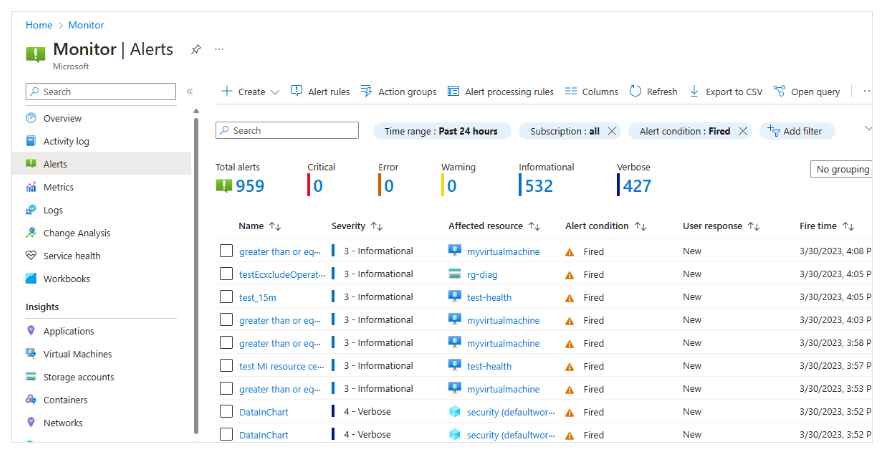 Home > Monitor
Monitor | Alerts ...
Microsoft
Search «
Overview
Activity log
Alerts
Metrics
Logs
Change Analysis
Service health
Workbooks
Insights
Applications
Virtual Machines
Storage accounts
Containers
Networks
Create Alert rules Action groups Alert processing rules Columns Refresh Export to CSV Open query
Search Time range : Past 24 hours Subscription : all Alert condition : Fired Add filter
Total alerts Critical Error Warning Informational Verbose
959 0 0 0 532 427
No grouping
Name ↑↓ Severity ↑↓ Affected resource ↑↓ Alert condition ↑↓ User response ↑↓ Fire time ↑↓
greater than or eq... 3 - Informational myvirtualmachine Fired New 3/30/2023, 4:08 P
testEcxcludeOperat... 3 - Informational rg-diag Fired New 3/30/2023, 4:05 P
test_15m 3 - Informational test-health Fired New 3/30/2023, 4:05 P
greater than or eq... 3 - Informational myvirtualmachine Fired New 3/30/2023, 4:03 P
greater than or eq... 3 - Informational myvirtualmachine Fired New 3/30/2023, 3:58 P
test MI resource ce... 3 - Informational test-health Fired New 3/30/2023, 3:57 P
greater than or eq... 3 - Informational myvirtualmachine Fired New 3/30/2023, 3:53 P
DataInChart 4 - Verbose security (defaultwor... Fired New 3/30/2023, 3:52 P
DataInChart 4 - Verbose security (defaultwor... Fired New 3/30/2023, 3:52 P